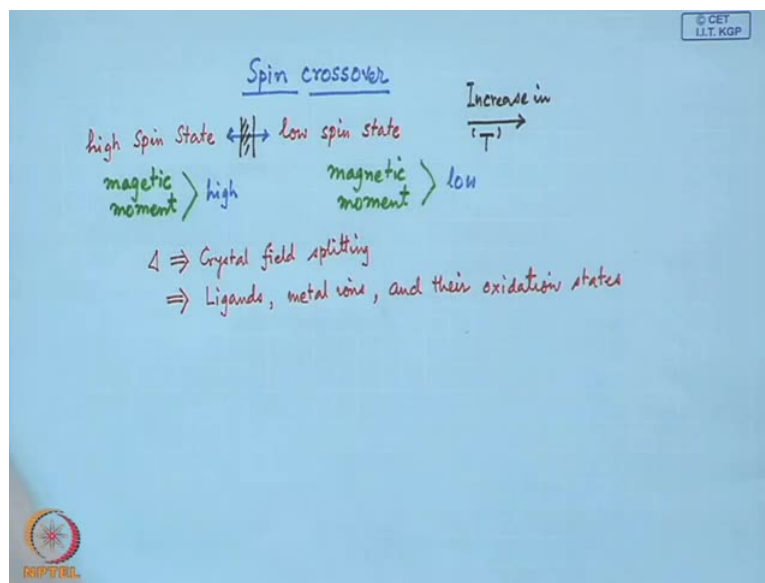 © CET
I.I.T. KGP
Spin crossover
Increase in
(T)
high Spin State low spin state
magetic moment high
magnetic moment low
Δ ⇒ Crystal field splitting
⇒ Ligands, metal ions, and their oxidation states
NPTEL